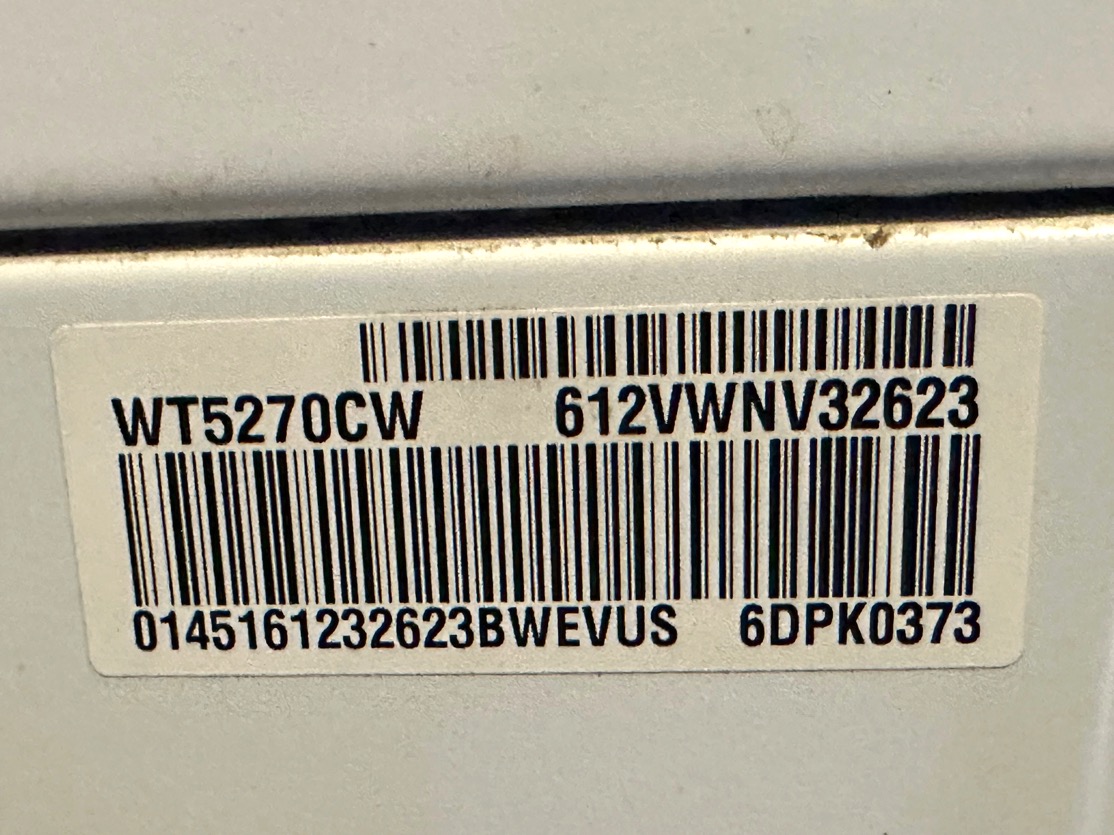 WT5270CW 612VWNV32623
0145161232623BWEVUS 6DPK0373